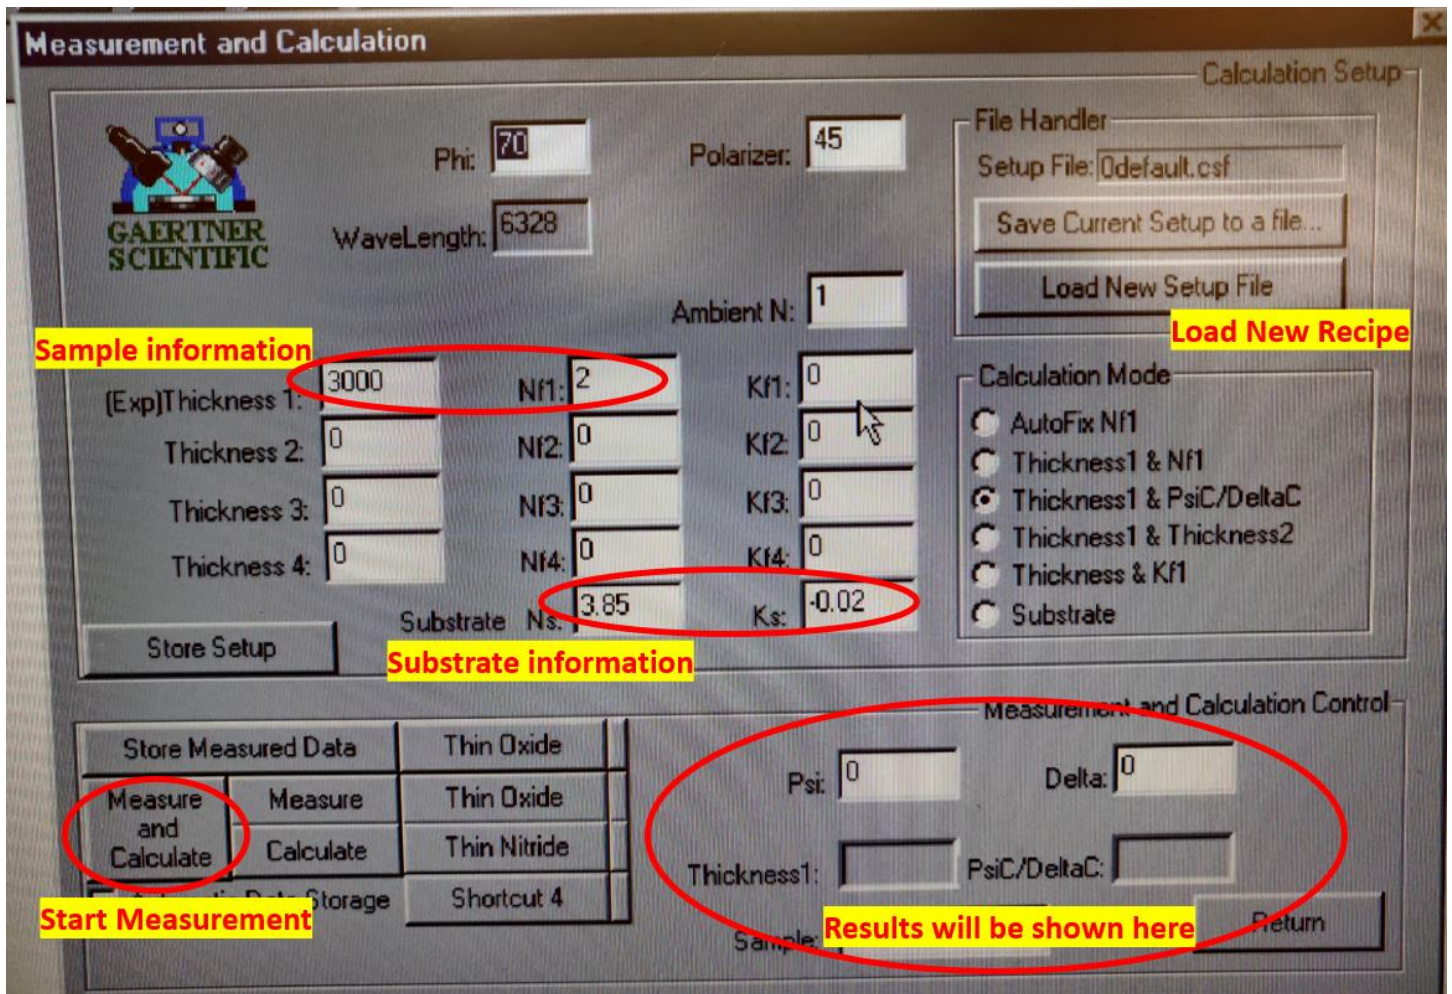 Measurement and Calculation
Calculation Setup
GAERTNER
SCIENTIFIC
Phi: 70
Polarizer: 45
WaveLength: 6328
Ambient N: 1
File Handler
Setup File: 0default.csf
Save Current Setup to a file...
Load New Setup File
Load New Recipe
Sample information
(Exp)Thickness 1: 3000 Nf1: 2 Kf1: 0
Thickness 2: 0 Nf2: 0 Kf2: 0
Thickness 3: 0 Nf3: 0 Kf3: 0
Thickness 4: 0 Nf4: 0 Kf4: 0
Substrate Ns: 3.85 Ks: -0.02
Substrate information
Store Setup
Calculation Mode
AutoFix Nf1
Thickness1 & Nf1
Thickness1 & PsiC/DeltaC
Thickness1 & Thickness2
Thickness & Kf1
Substrate
Measurement and Calculation Control
Store Measured Data
Thin Oxide
Measure
and
Calculate
Measure
Thin Oxide
Calculate
Thin Nitride
Storage
Shortcut 4
Start Measurement
Psi: 0
Delta: 0
Thickness1:
PsiC/DeltaC:
Sample:
Results will be shown here
Return